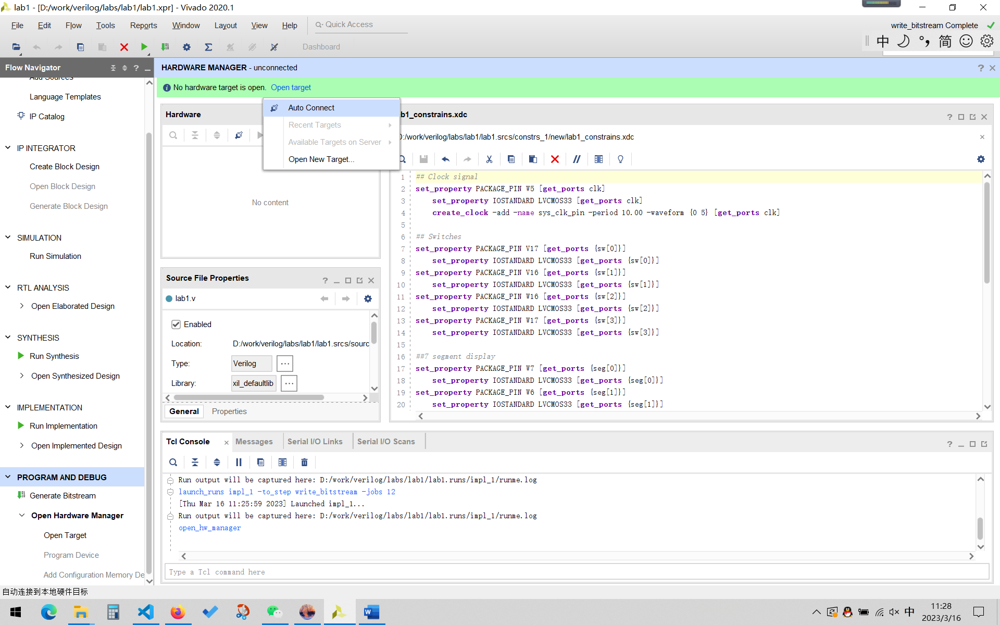 lab1 - [D:/work/verilog/labs/lab1/lab1.xpr] - Vivado 2020.1
File Edit Flow Tools Reports Window Layout View Help Quick Access
write_bitstream Complete
Dashboard
中 简
Flow Navigator
Add Sources
Language Templates
IP Catalog
IP INTEGRATOR
Create Block Design
Open Block Design
Generate Block Design
SIMULATION
Run Simulation
RTL ANALYSIS
Open Elaborated Design
SYNTHESIS
Run Synthesis
Open Synthesized Design
IMPLEMENTATION
Run Implementation
Open Implemented Design
PROGRAM AND DEBUG
Generate Bitstream
Open Hardware Manager
Open Target
Program Device
Add Configuration Memory De
HARDWARE MANAGER - unconnected
No hardware target is open. Open target
Auto Connect
Recent Targets
Available Targets on Server
Open New Target...
Hardware
No content
Source File Properties
lab1.v
Enabled
Location: D:/work/verilog/labs/lab1/lab1.srcs/sourc
Type: Verilog
Library: xil_defaultlib
General Properties
b1_constrains.xdc
:/work/verilog/labs/lab1/lab1.srcs/constrs_1/new/lab1_constrains.xdc
1 ## Clock signal
2 set_property PACKAGE_PIN W5 [get_ports clk]
3 set_property IOSTANDARD LVCMOS33 [get_ports clk]
4 create_clock -add -name sys_clk_pin -period 10.00 -waveform {0 5} [get_ports clk]
5
6 ## Switches
7 set_property PACKAGE_PIN V17 [get_ports {sw[0]}]
8 set_property IOSTANDARD LVCMOS33 [get_ports {sw[0]}]
9 set_property PACKAGE_PIN V16 [get_ports {sw[1]}]
10 set_property IOSTANDARD LVCMOS33 [get_ports {sw[1]}]
11 set_property PACKAGE_PIN W16 [get_ports {sw[2]}]
12 set_property IOSTANDARD LVCMOS33 [get_ports {sw[2]}]
13 set_property PACKAGE_PIN W17 [get_ports {sw[3]}]
14 set_property IOSTANDARD LVCMOS33 [get_ports {sw[3]}]
15
16 ##7 segment display
17 set_property PACKAGE_PIN W7 [get_ports {seg[0]}]
18 set_property IOSTANDARD LVCMOS33 [get_ports {seg[0]}]
19 set_property PACKAGE_PIN W6 [get_ports {seg[1]}]
20 set_property IOSTANDARD LVCMOS33 [get_ports {seg[1]}]
Tcl Console Messages Serial I/O Links Serial I/O Scans
Run output will be captured here: D:/work/verilog/labs/lab1/lab1.runs/impl_1/runme.log
launch_runs impl_1 -to_step write_bitstream -jobs 12
[Thu Mar 16 11:25:59 2023] Launched impl_1...
Run output will be captured here: D:/work/verilog/labs/lab1/lab1.runs/impl_1/runme.log
open_hw_manager
Type a Tcl command here
自动连接到本地硬件目标
中
11:28
2023/3/16